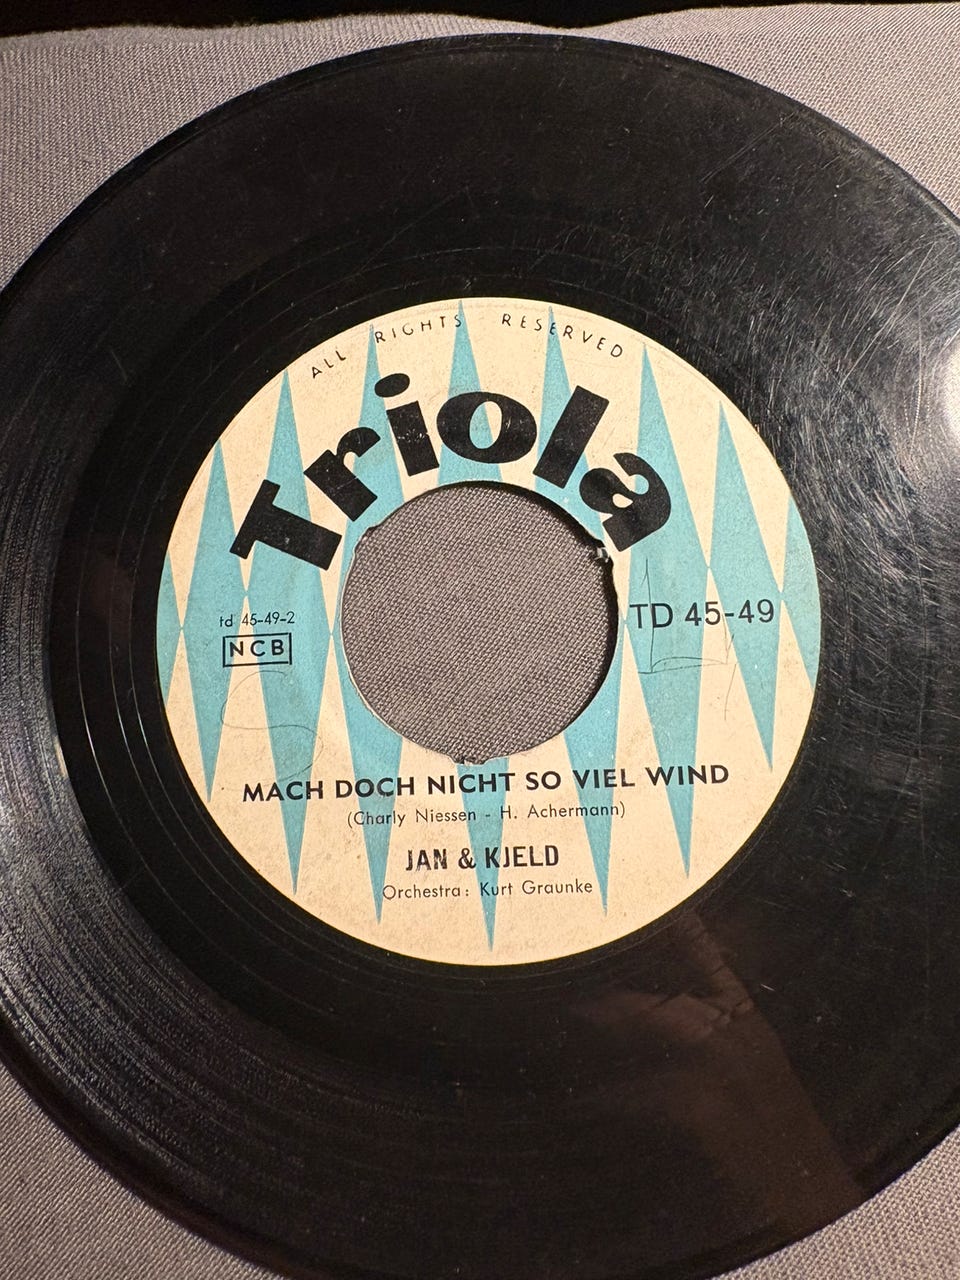 ALL RIGHTS RESERVED
Triola
td 45-49-2
NCB
TD 45-49
MACH DOCH NICHT SO VIEL WIND
(Charly Niessen - H. Achermann)
JAN & KJELD
Orchestra: Kurt Graunke